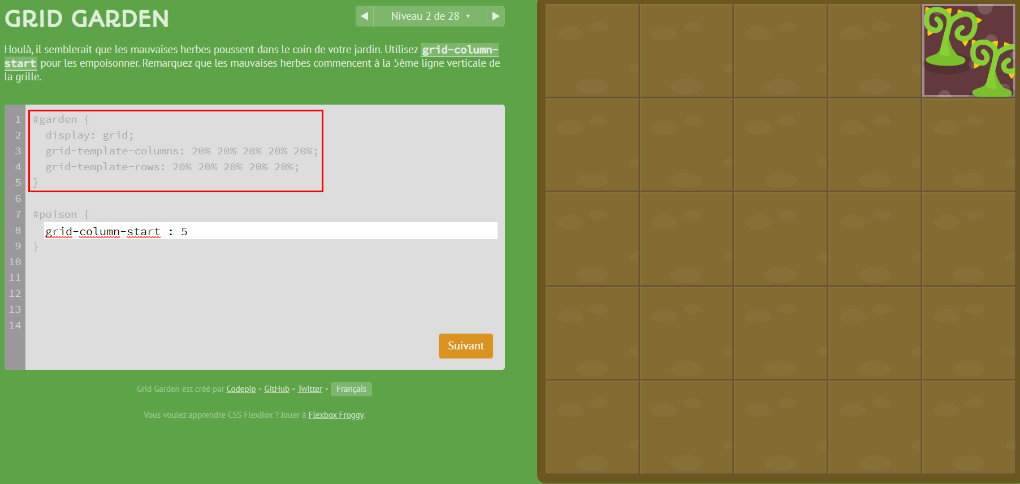 GRID GARDEN
◀ Niveau 2 de 28 ▾ ▶
Houlà, il semblerait que les mauvaises herbes poussent dans le coin de votre jardin. Utilisez grid-column-
start pour les empoisonner. Remarquez que les mauvaises herbes commencent à la 5ème ligne verticale de
la grille.
1 #garden {
2 display: grid;
3 grid-template-columns: 20% 20% 20% 20% 20%;
4 grid-template-rows: 20% 20% 20% 20% 20%;
5 }
6
7 #poison {
8 grid-column-start : 5
9 }
10
11
12
13
14
Suivant
Grid Garden est créé par Codepip • GitHub • Twitter • Français
Vous voulez apprendre CSS FlexBox ? Jouer à Flexbox Froggy.